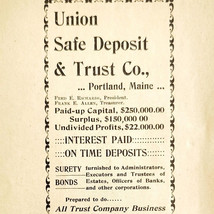 Union
Safe Deposit
& Trust Co.,
... Portland, Maine ...
Fred E. Richards, President.
Frank E. Allen, Treasurer.
Paid-up Capital, $250,000.00
Surplus, $150,000 00
Undivided Profits, $22,000.00
INTEREST PAID
ON TIME DEPOSITS
SURETY furnished to Administrators,
Executors and Trustees of
BONDS Estates, Officers of Banks,
and other corporations.
Prepared to do.....
All Trust Company Business